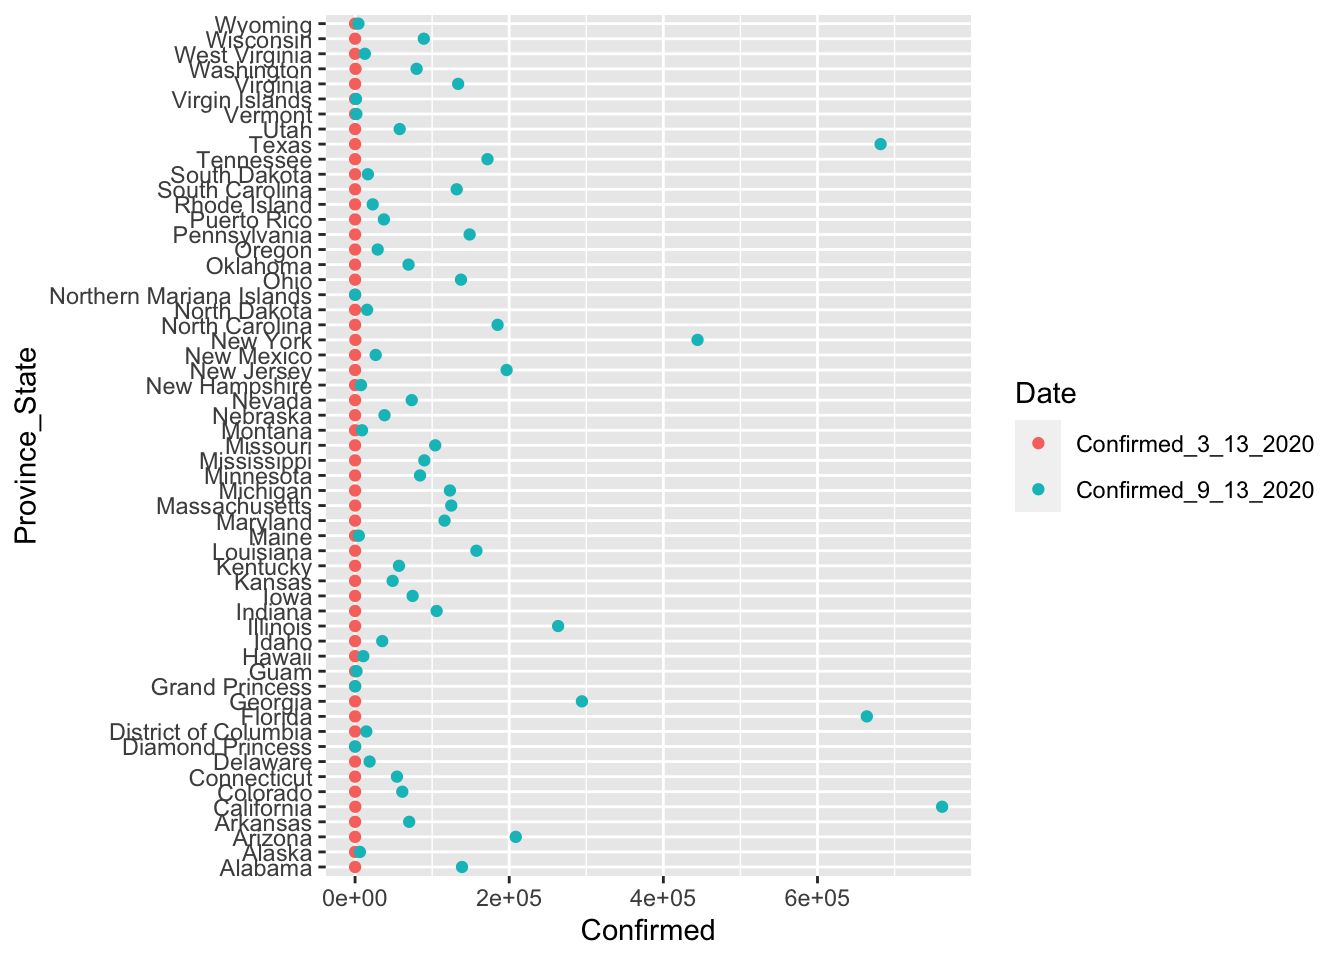 Wyoming
Wisconsin
West Virginia
Washington
Virginia
Virgin Islands
Vermont
Utah
Texas
Tennessee
South Dakota
South Carolina
Rhode Island
Puerto Rico
Pennsylvania
Oregon
Oklahoma
Ohio
Northern Mariana Islands
North Dakota
North Carolina
New York
New Mexico
New Jersey
New Hampshire
Nevada
Nebraska
Montana
Missouri
Mississippi
Minnesota
Michigan
Massachusetts
Maryland
Maine
Louisiana
Kentucky
Kansas
Iowa
Indiana
Illinois
Idaho
Hawaii
Guam
Grand Princess
Georgia
Florida
District of Columbia
Diamond Princess
Delaware
Connecticut
Colorado
California
Arkansas
Arizona
Alaska
Alabama
Province_State
0e+00 2e+05 4e+05 6e+05
Confirmed
Date
Confirmed_3_13_2020
Confirmed_9_13_2020